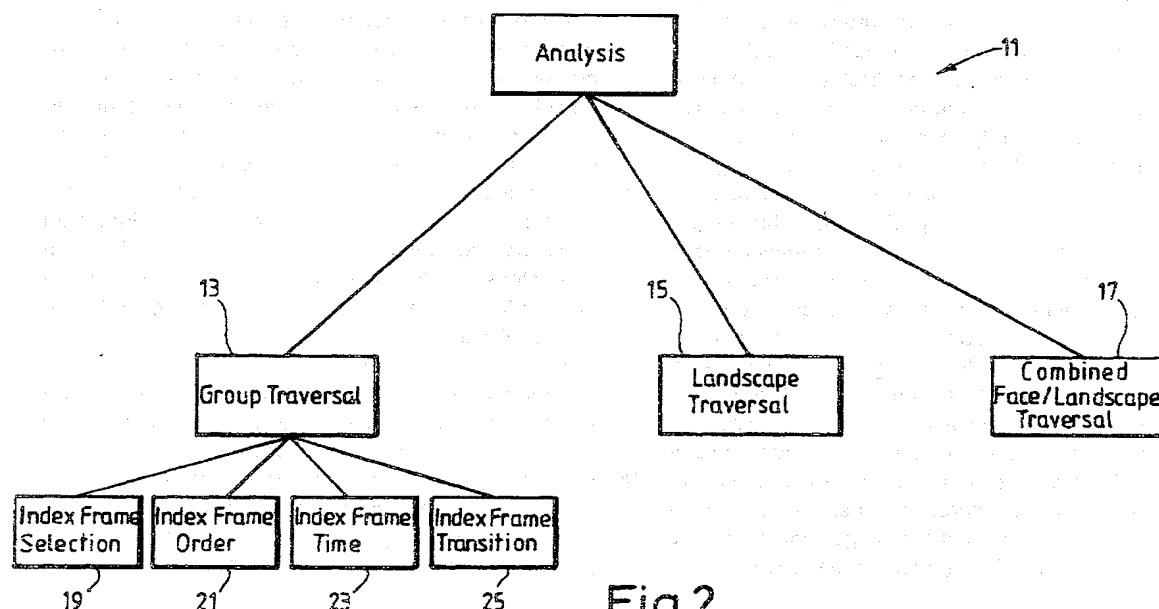 Analysis
11
13
15
17
Group Traversal
Landscape
Traversal
Combined
Face/Landscape
Traversal
Index Frame
Selection
Index Frame
Order
Index Frame
Time
Index Frame
Transition
19
21
23
25
Fig.2